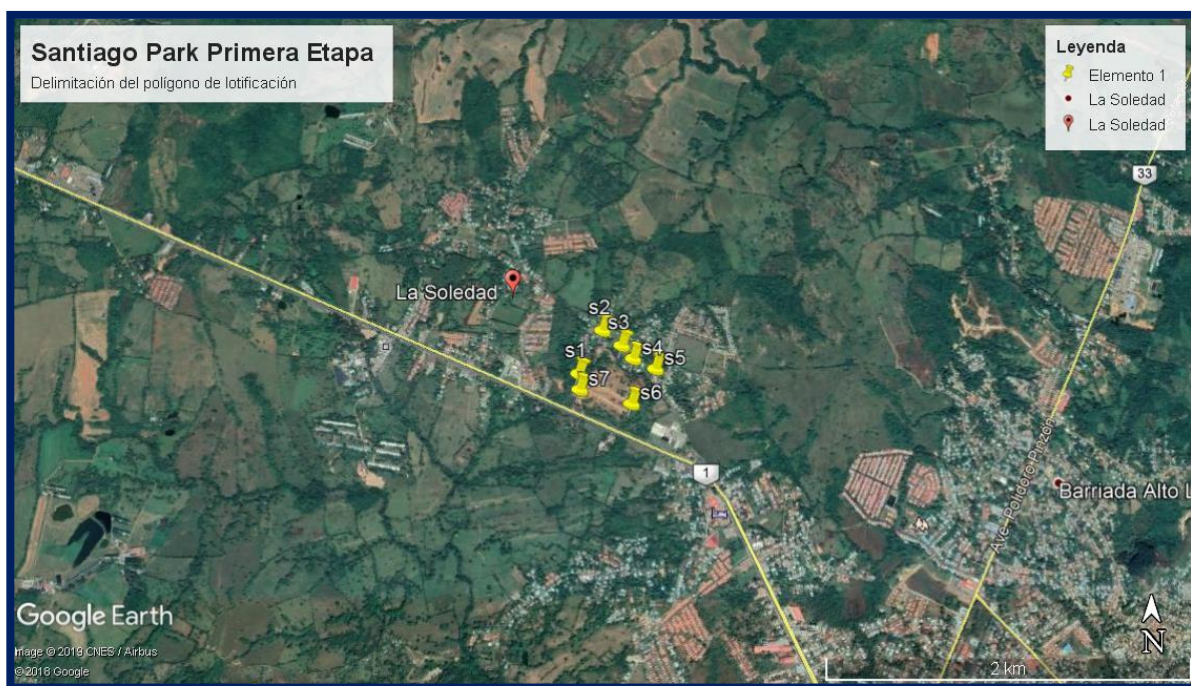 Santiago Park Primera Etapa
Delimitación del polígono de lotificación
Leyenda
Elemento 1
La Soledad
La Soledad
33
La Soledad
s2
s3
s4
s1
s5
s7
s6
1
Ave. Polidoro Pinzón
Barriada Alto L
Google Earth
Image © 2019 CNES / Airbus
© 2018 Google
N
2 km